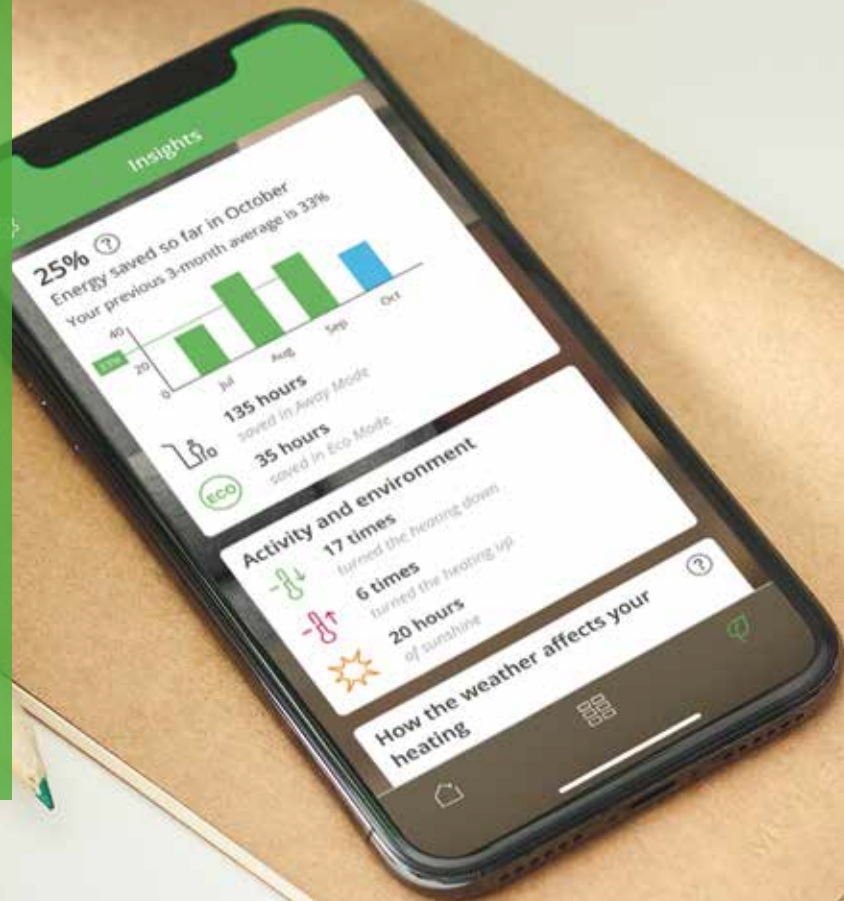 Insights
25% ?
Energy saved so far in October
Your previous 3-month average is 33%
40
33%
20
0
Jul
Aug
Sep
Oct
135 hours
saved in Away Mode
ECO
35 hours
saved in Eco Mode
Activity and environment
17 times
turned the heating down
6 times
turned the heating up
20 hours
of sunshine
How the weather affects your ?
heating